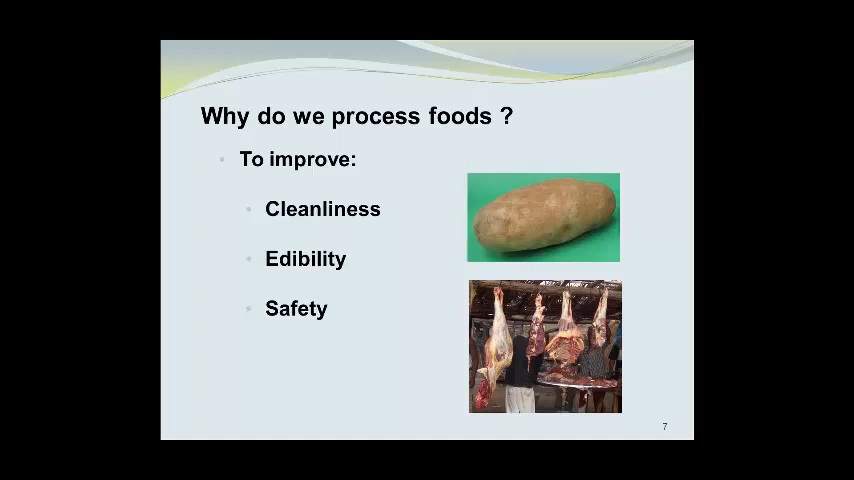 Why do we process foods ?
To improve:
Cleanliness
Edibility
Safety
7